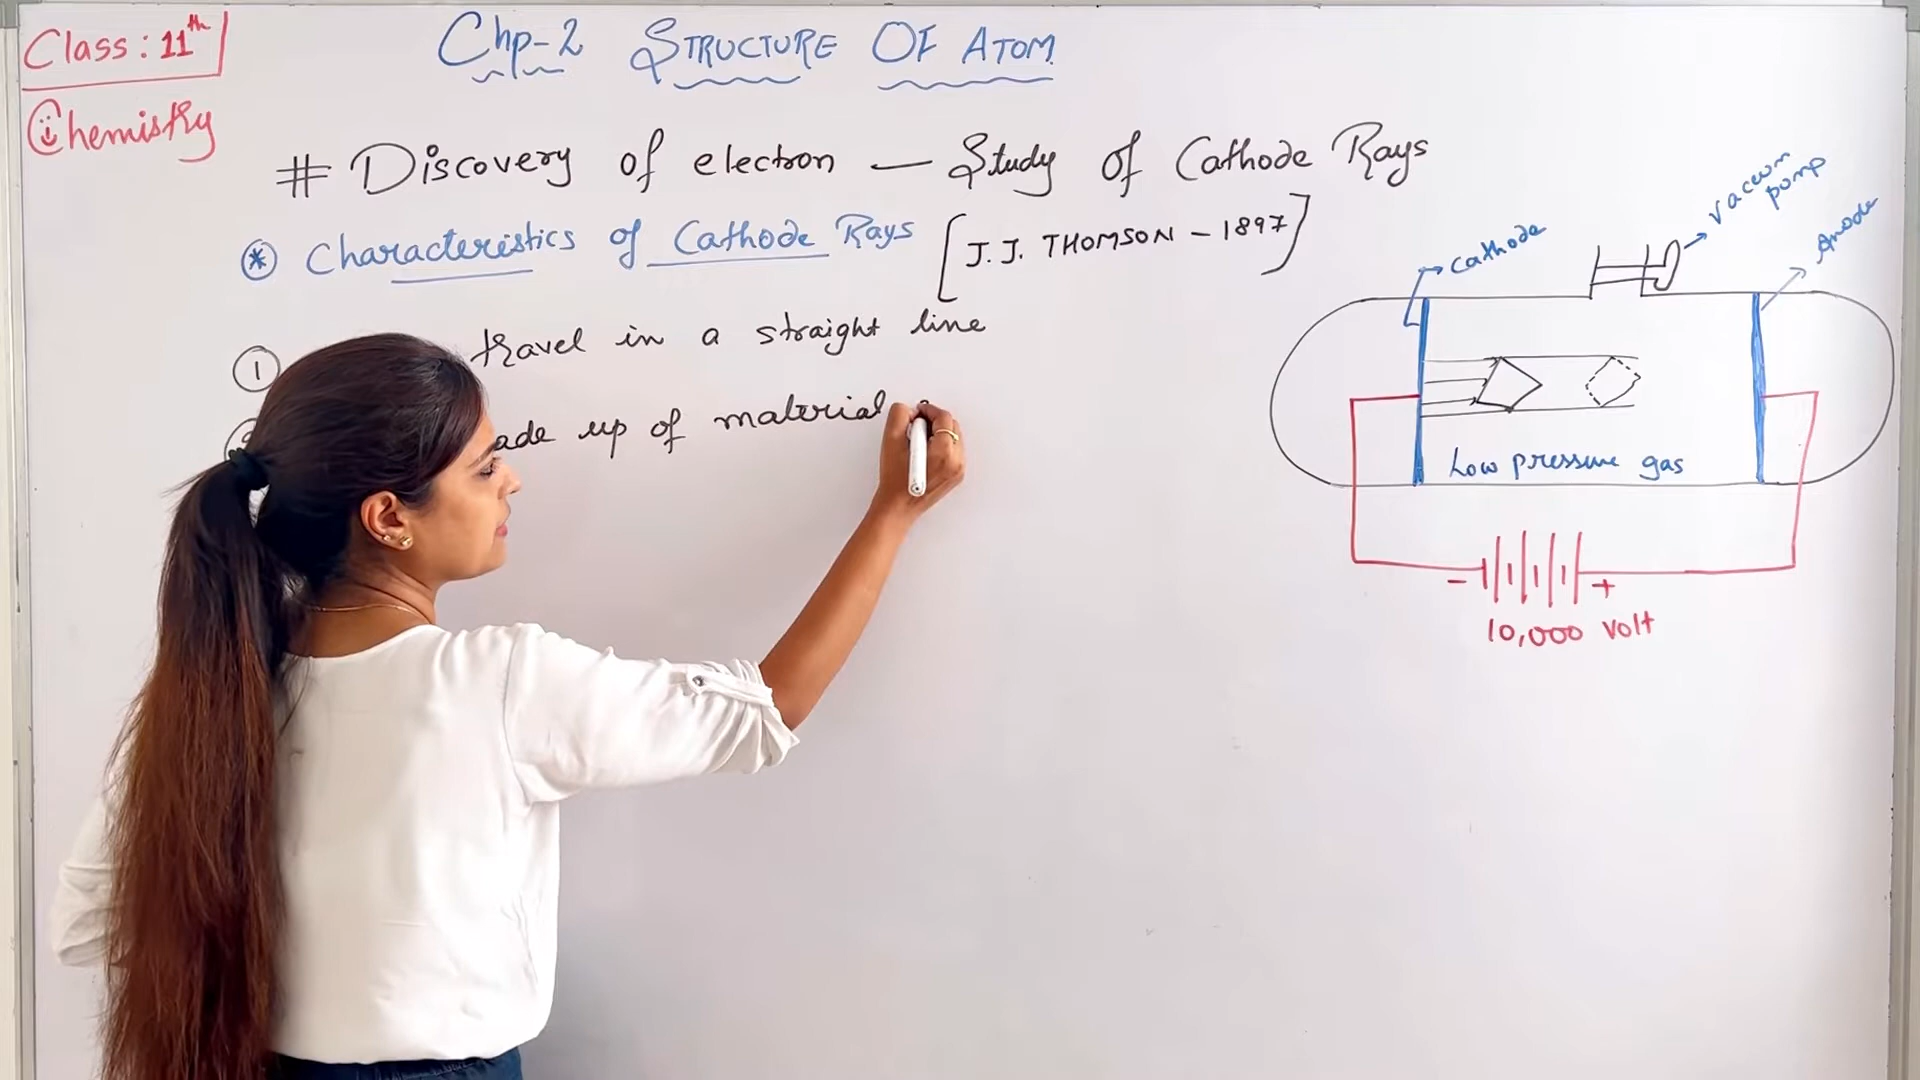 Class : 11th
Chemistry
Chp-2 STRUCTURE OF ATOM
# Discovery of electron — Study of Cathode Rays
* Characteristics of Cathode Rays [J.J. THOMSON - 1897]
① travel in a straight line
ade up of material
Cathode
Vacuum pump
Anode
Low pressure gas
- +
10,000 volt